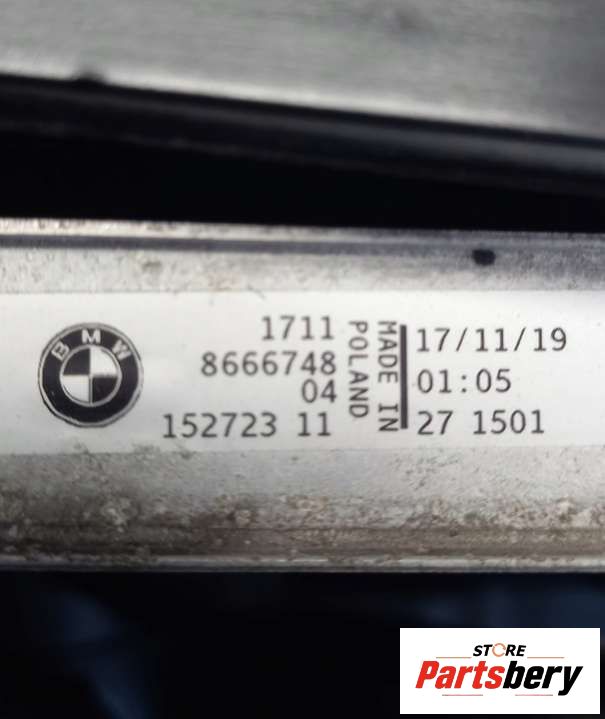 BMW
1711
8666748
04
152723 11
MADE IN
POLAND
17/11/19
01:05
27 1501
STORE
Partsbery